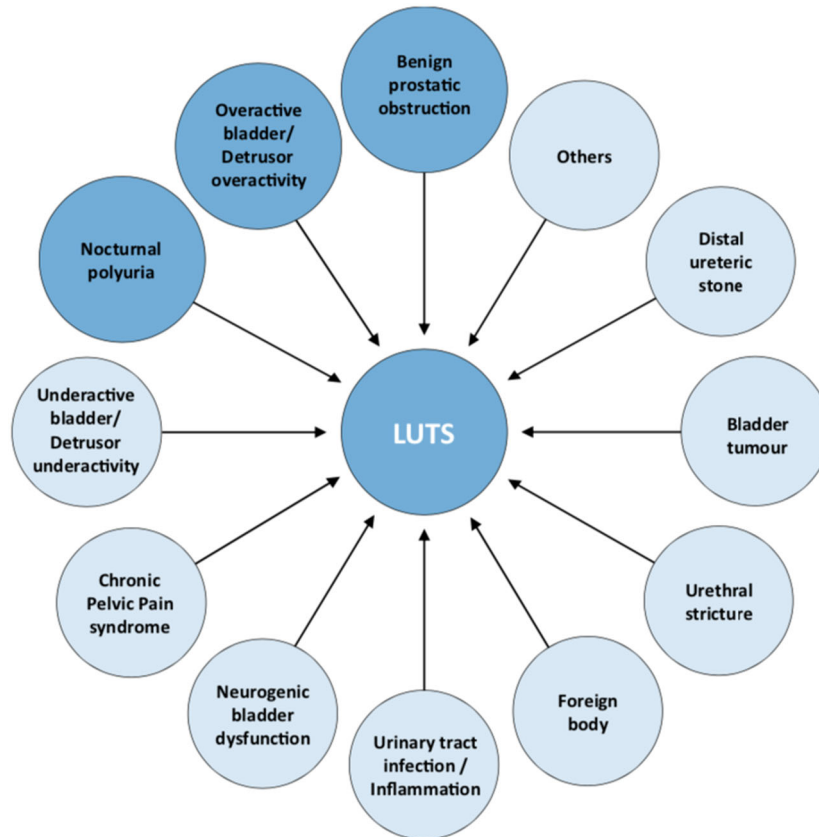 Benign
prostatic
obstruction
Others
Distal
ureteric
stone
Bladder
tumour
Urethral
stricture
Foreign
body
Urinary tract
infection /
Inflammation
Neurogenic
bladder
dysfunction
Chronic
Pelvic Pain
syndrome
Underactive
bladder/
Detrusor
underactivity
Nocturnal
polyuria
Overactive
bladder/
Detrusor
overactivity
LUTS